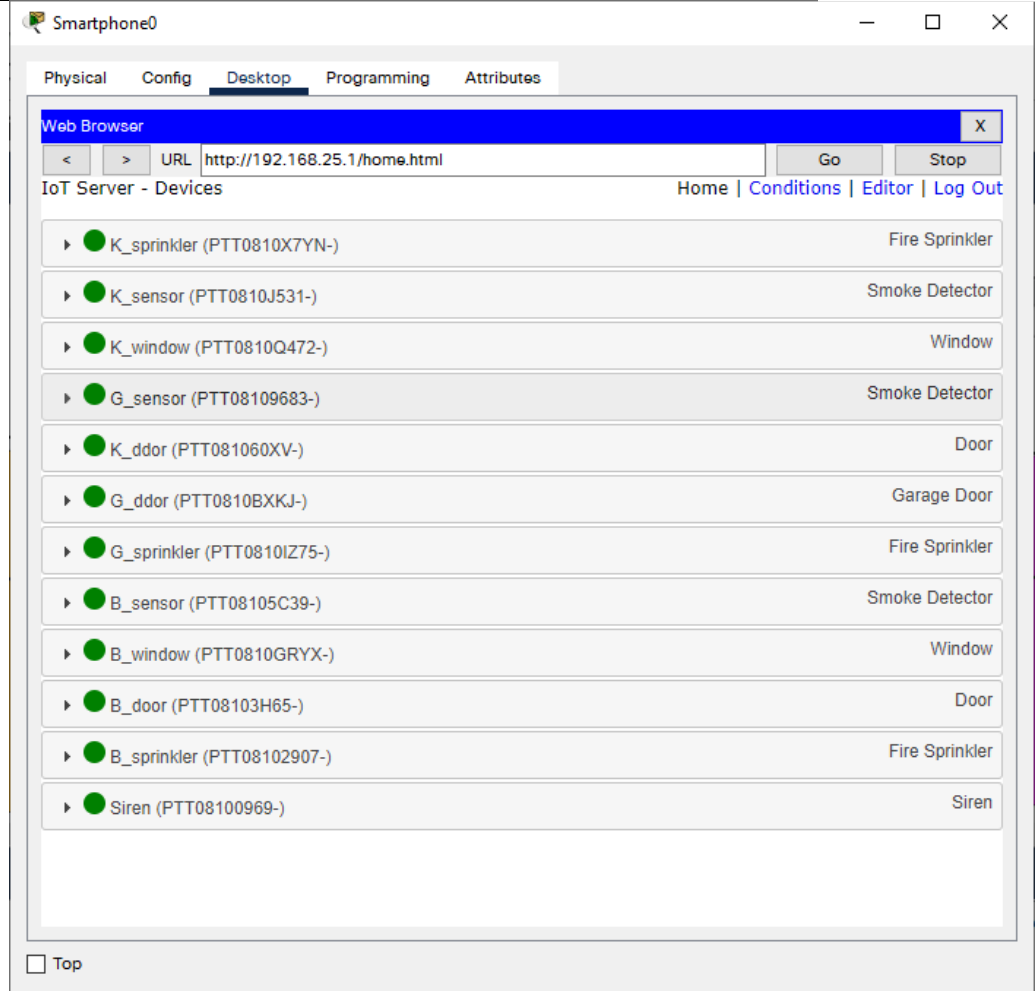 Smartphone0
Physical Config Desktop Programming Attributes
Web Browser X
< > URL http://192.168.25.1/home.html Go Stop
IoT Server - Devices Home | Conditions | Editor | Log Out
K_sprinkler (PTT0810X7YN-) Fire Sprinkler
K_sensor (PTT0810J531-) Smoke Detector
K_window (PTT0810Q472-) Window
G_sensor (PTT08109683-) Smoke Detector
K_ddor (PTT081060XV-) Door
G_ddor (PTT0810BXKJ-) Garage Door
G_sprinkler (PTT0810IZ75-) Fire Sprinkler
B_sensor (PTT08105C39-) Smoke Detector
B_window (PTT0810GRYX-) Window
B_door (PTT08103H65-) Door
B_sprinkler (PTT08102907-) Fire Sprinkler
Siren (PTT08100969-) Siren
Top